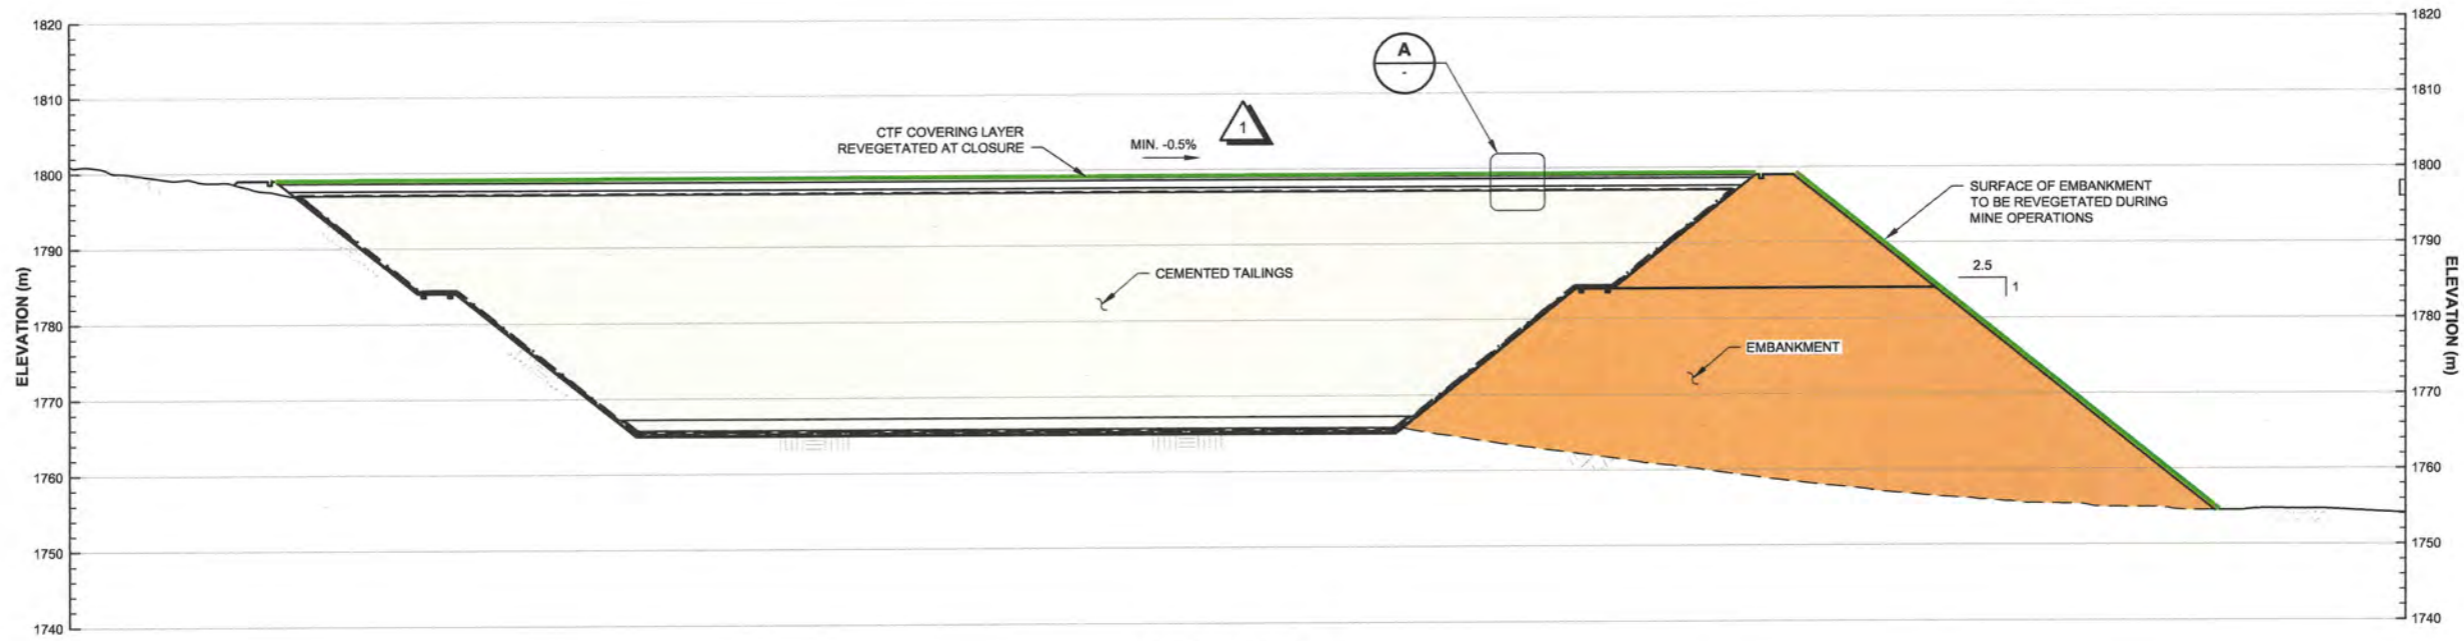 1820
1810
1800
1790
1780
1770
1760
1750
1740
ELEVATION (m)
CTF COVERING LAYER
REVEGETATED AT CLOSURE
MIN. -0.5%
1
A
-
CEMENTED TAILINGS
SURFACE OF EMBANKMENT
TO BE REVEGETATED DURING
MINE OPERATIONS
2.5
1
EMBANKMENT
1820
1810
1800
1790
1780
1770
1760
1750
1740
ELEVATION (m)